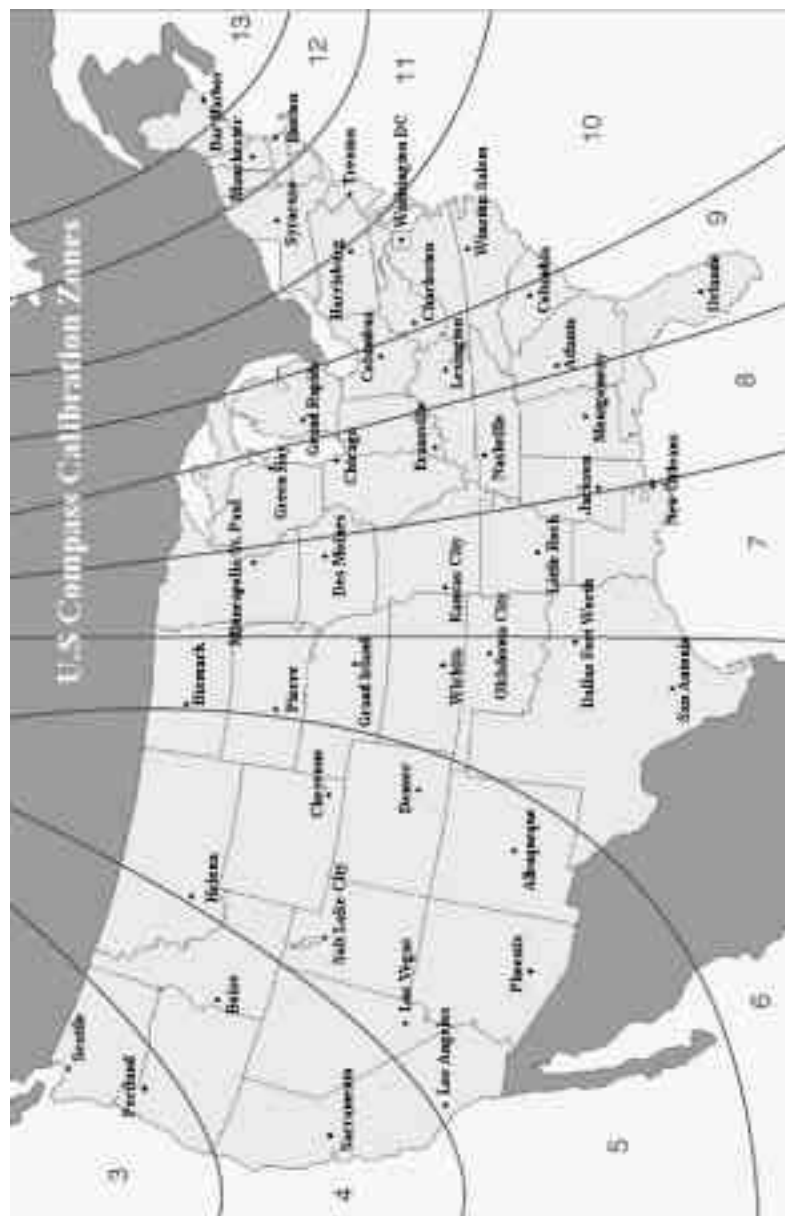 U.S Compass Calibration Zones
13
12
11
10
9
8
7
6
5
4
3
Bar Harbor
Manchester
Boston
Syracuse
Trenton
Harrisburg
Washington DC
Winston Salem
Charleston
Columbus
Columbia
Lexington
Orlando
Atlanta
Grand Rapids
Montgomery
Chicago
Evansville
Nashville
Green Bay
Jackson
New Orleans
Minneapolis St. Paul
Des Moines
Little Rock
Kansas City
Bismark
Pierre
Grand Island
Wichita
Oklahoma City
Dallas Fort Worth
San Antonio
Cheyenne
Denver
Albuqueque
Helena
Salt Lake City
Phoenix
Boise
Las Vegas
Los Angelas
Seattle
Portland
Sacramento